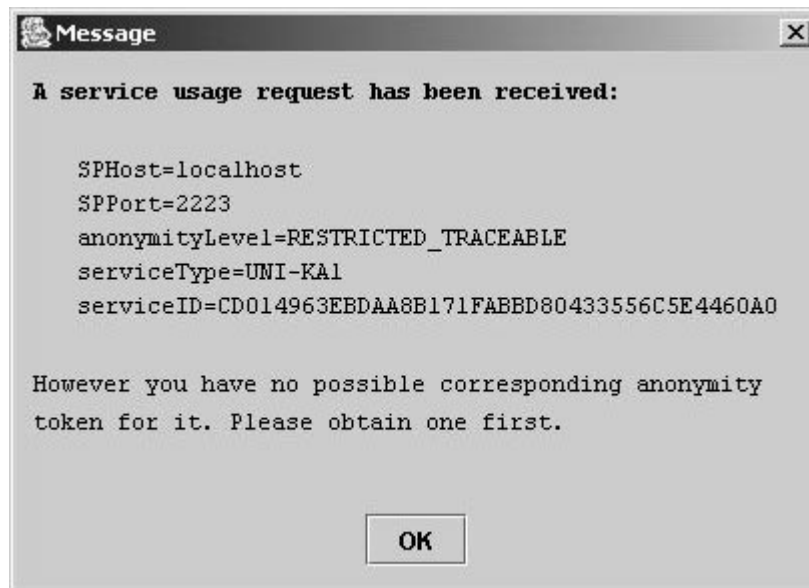 Message
A service usage request has been received:
SPHost=localhost
SPPort=2223
anonymityLevel=RESTRICTED_TRACEABLE
serviceType=UNI-KA1
serviceID=CD014963EBDAA8B171FABBD80433556C5E4460A0
However you have no possible corresponding anonymity
token for it. Please obtain one first.
OK